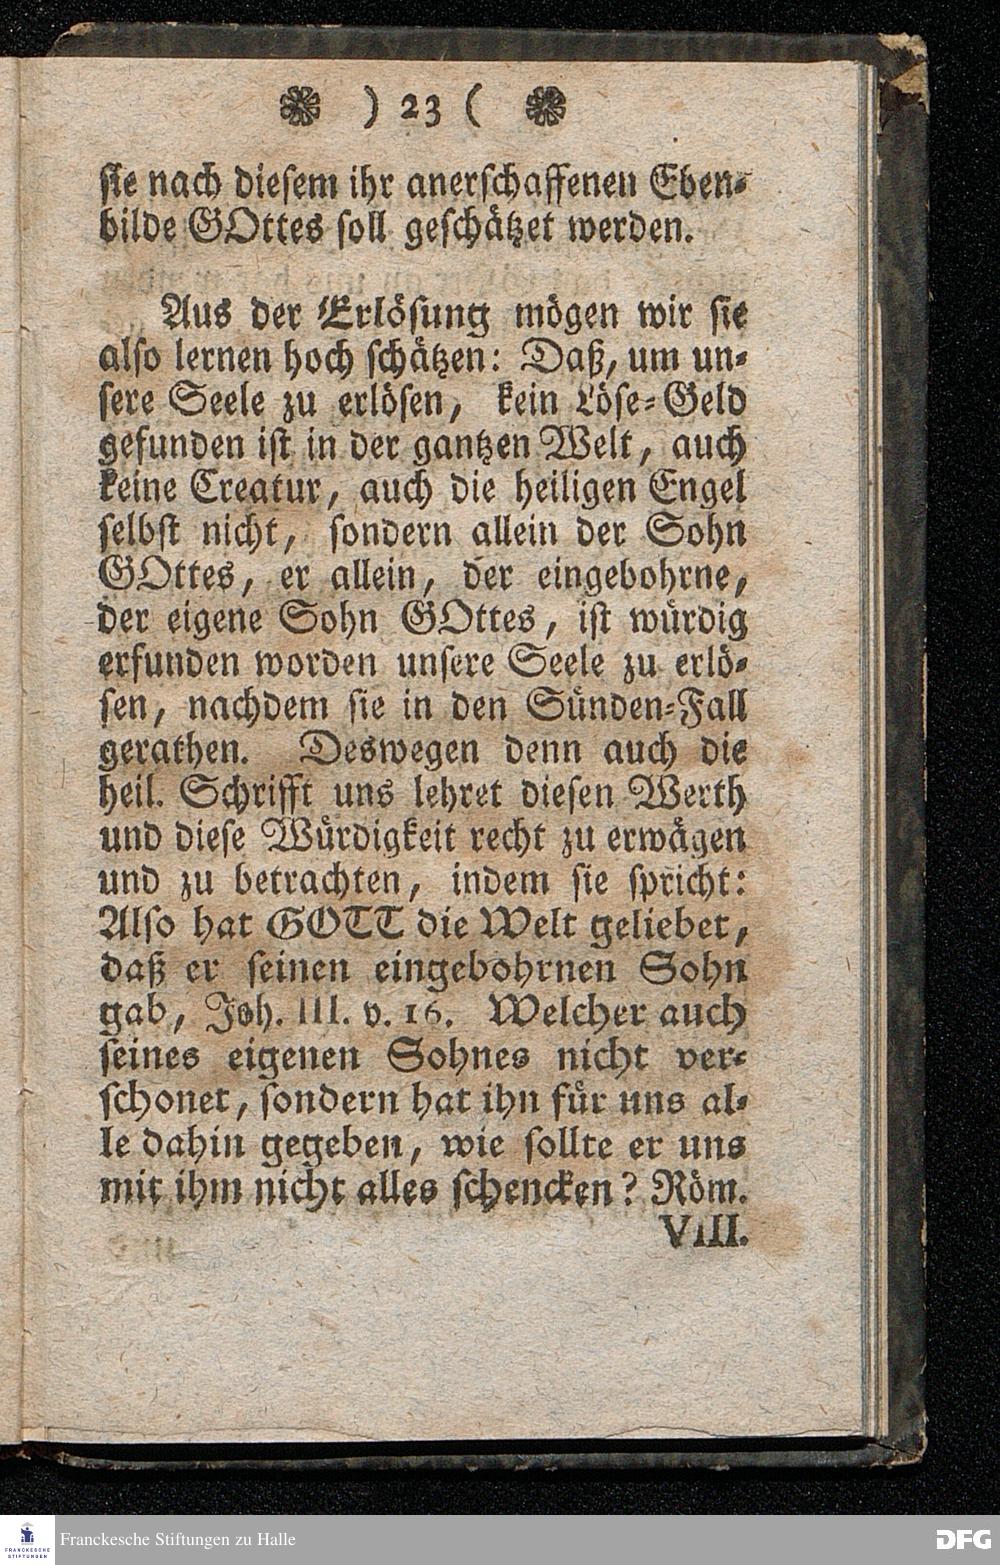 ❁ ) 23 ( ❁
sie nach diesem ihr anerschaffenen Eben-
bilde GOttes soll geschätzet werden.
Aus der Erlösung mögen wir sie
also lernen hoch schätzen: Daß, um un-
sere Seele zu erlösen, kein Löse-Geld
gefunden ist in der gantzen Welt, auch
keine Creatur, auch die heiligen Engel
selbst nicht, sondern allein der Sohn
GOttes, er allein, der eingebohrne,
der eigene Sohn GOttes, ist würdig
erfunden worden unsere Seele zu erlö-
sen, nachdem sie in den Sünden-Fall
gerathen. Deswegen denn auch die
heil. Schrifft uns lehret diesen Werth
und diese Würdigkeit recht zu erwägen
und zu betrachten, indem sie spricht:
Also hat GOTT die Welt geliebet,
daß er seinen eingebohrnen Sohn
gab, Joh. III. v. 16. Welcher auch
seines eigenen Sohnes nicht ver-
schonet, sondern hat ihn für uns al-
le dahin gegeben, wie sollte er uns
mit ihm nicht alles schencken? Röm.
VIII.
FRANCKESCHE
STIFTUNGEN
Franckesche Stiftungen zu Halle
DFG